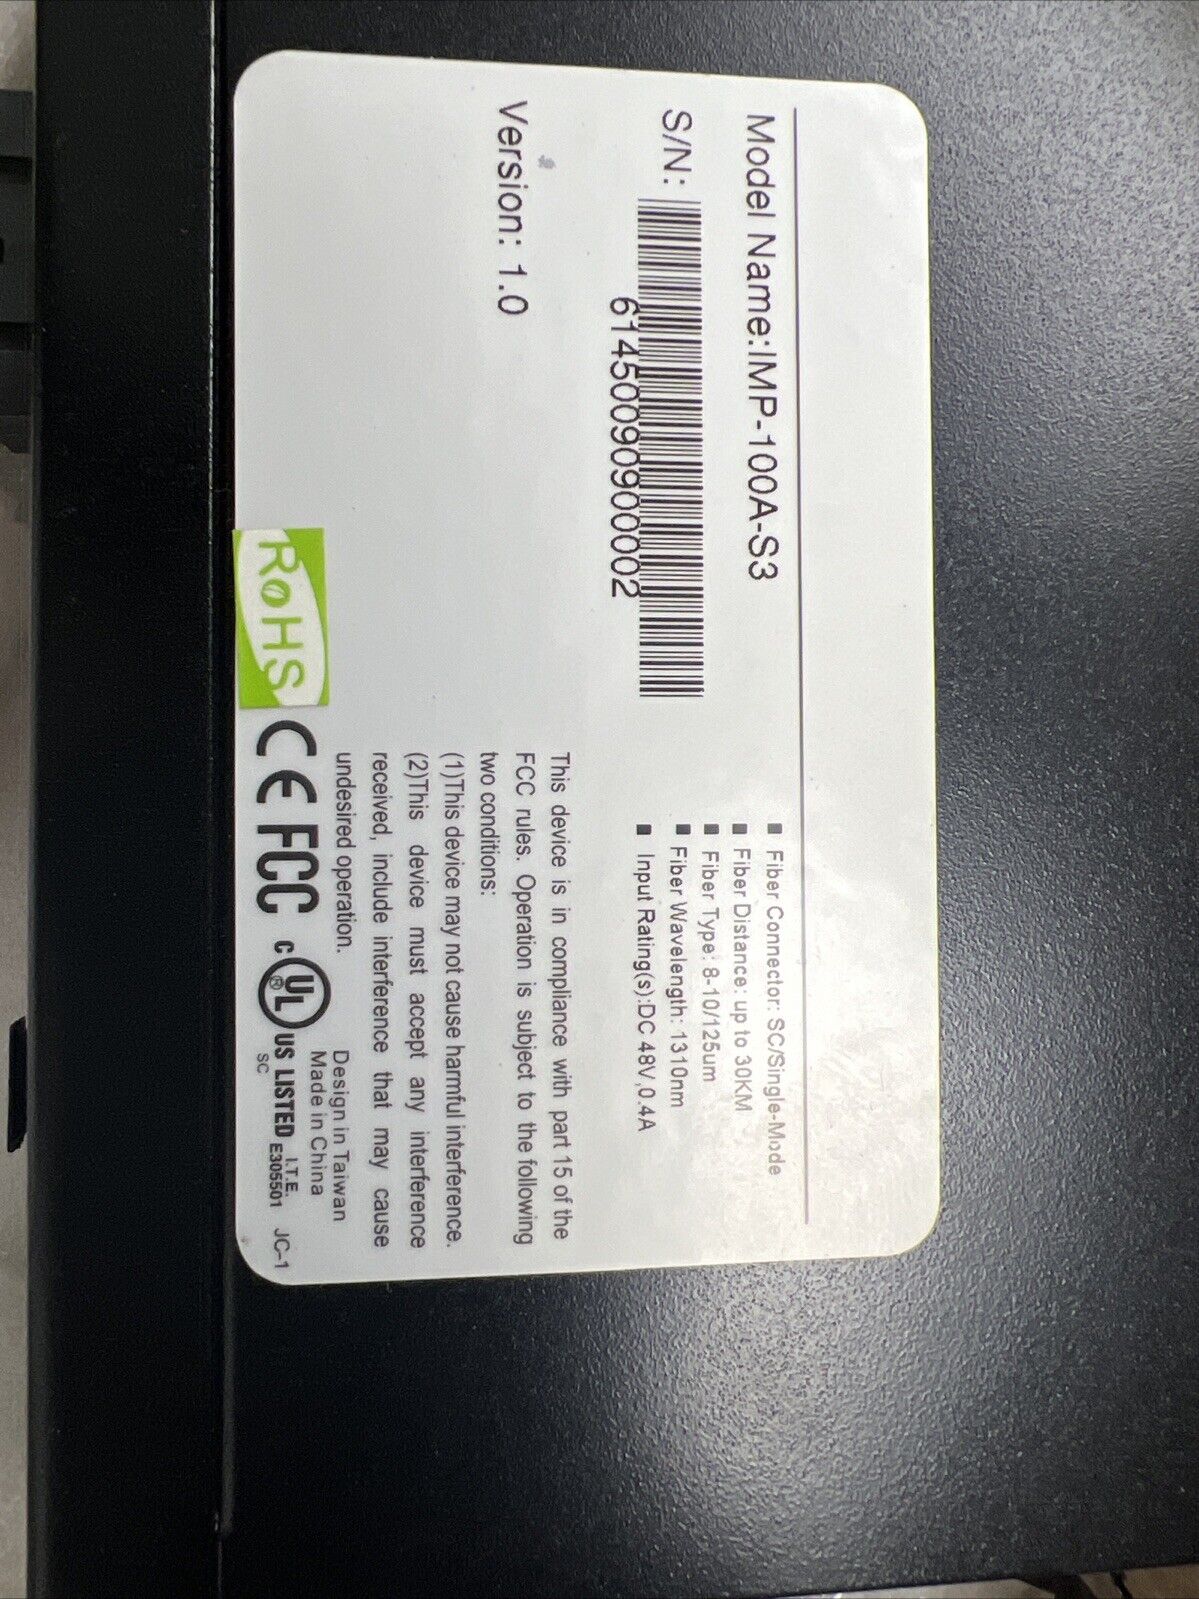 Model Name:IMP-100A-S3
S/N:
6145009090002
Version: 1.0
■ Fiber Connector: SC/Single-Mode
■ Fiber Distance: up to 30KM
■ Fiber Type: 8-10/125um
■ Fiber Wavelength: 1310nm
■ Input Rating(s):DC 48V,0.4A
This device is in compliance with part 15 of the
FCC rules. Operation is subject to the following
two conditions:
(1)This device may not cause harmful interference.
(2)This device must accept any interference
received, include interference that may cause
undesired operation.
Design in Taiwan
Made in China
RoHS CE FCC c UL ® US LISTED
SC
I.T.E.
E305501 JC-1